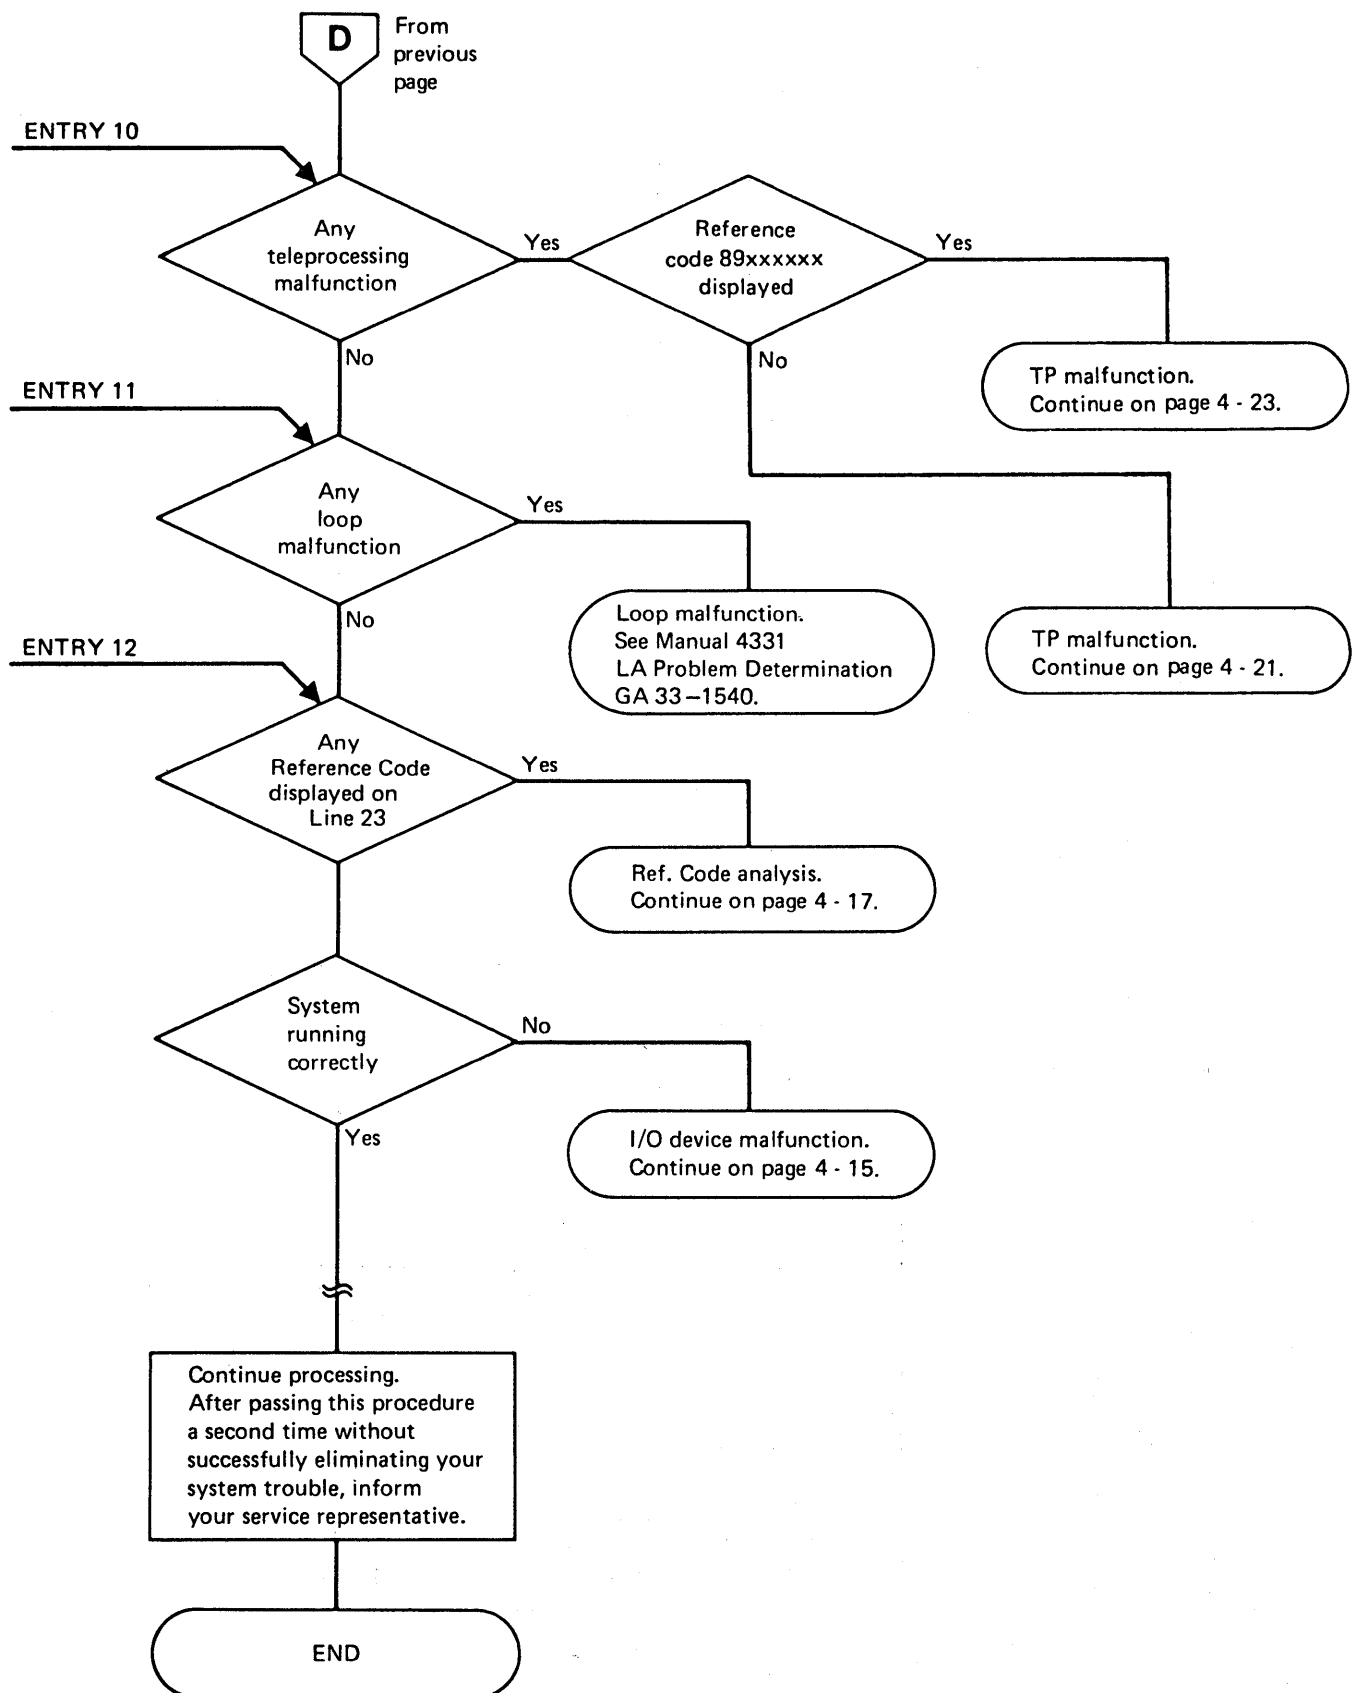 D
From
previous
page
ENTRY 10
Any
teleprocessing
malfunction
Yes
Reference
code 89xxxxxx
displayed
Yes
No
No
TP malfunction.
Continue on page 4 - 23.
ENTRY 11
Any
loop
malfunction
Yes
No
Loop malfunction.
See Manual 4331
LA Problem Determination
GA 33–1540.
TP malfunction.
Continue on page 4 - 21.
ENTRY 12
Any
Reference Code
displayed on
Line 23
Yes
Ref. Code analysis.
Continue on page 4 - 17.
System
running
correctly
No
Yes
I/O device malfunction.
Continue on page 4 - 15.
Continue processing.
After passing this procedure
a second time without
successfully eliminating your
system trouble, inform
your service representative.
END